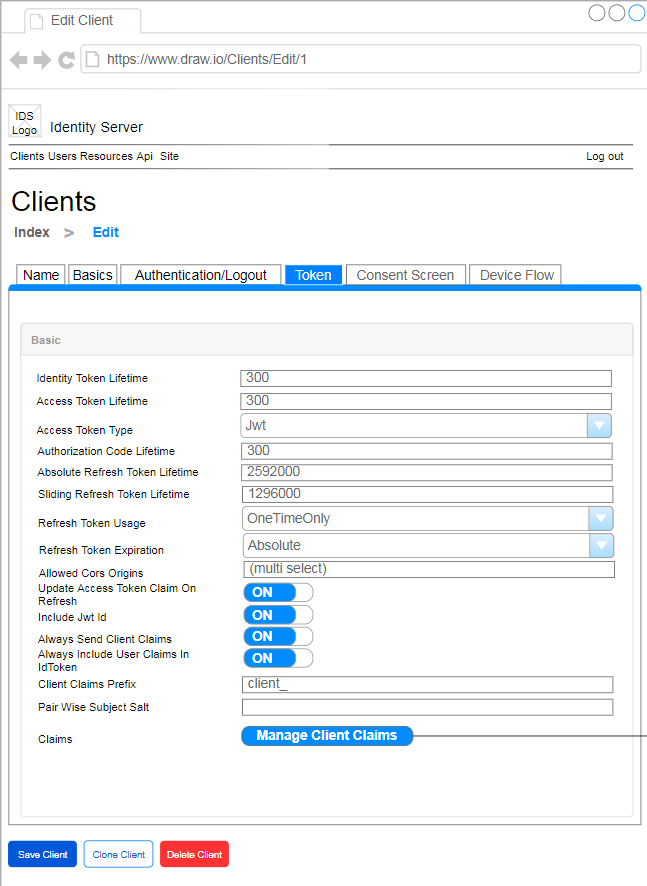 Edit Client
https://www.draw.io/Clients/Edit/1
IDS
Logo
Identity Server
Clients Users Resources Api Site Log out
Clients
Index > Edit
Name Basics Authentication/Logout Token Consent Screen Device Flow
Basic
Identity Token Lifetime 300
Access Token Lifetime 300
Access Token Type Jwt
Authorization Code Lifetime 300
Absolute Refresh Token Lifetime 2592000
Sliding Refresh Token Lifetime 1296000
Refresh Token Usage OneTimeOnly
Refresh Token Expiration Absolute
Allowed Cors Origins (multi select)
Update Access Token Claim On
Refresh ON
Include Jwt Id ON
Always Send Client Claims ON
Always Include User Claims In
IdToken ON
Client Claims Prefix client_
Pair Wise Subject Salt
Claims Manage Client Claims
Save Client Clone Client Delete Client